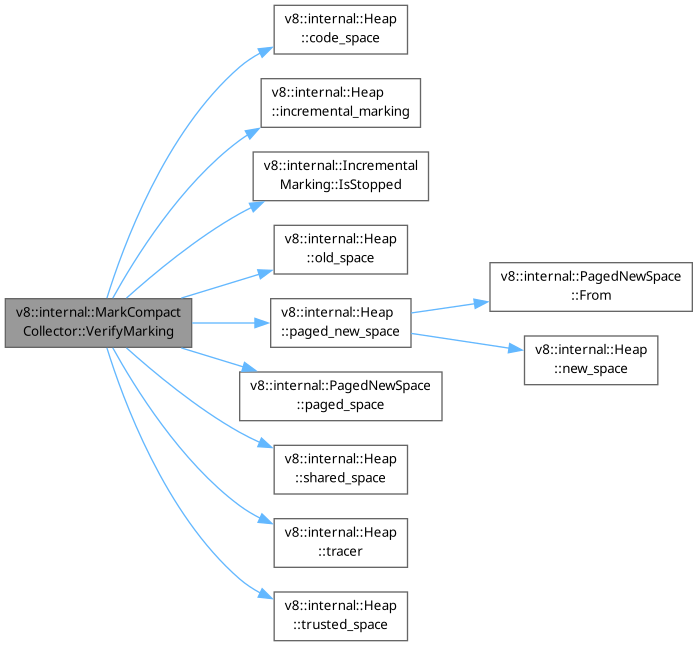 v8::internal::Heap
::code_space
v8::internal::Heap
::incremental_marking
v8::internal::Incremental
Marking::IsStopped
v8::internal::Heap
::old_space
v8::internal::PagedNewSpace
::From
v8::internal::MarkCompact
Collector::VerifyMarking
v8::internal::Heap
::paged_new_space
v8::internal::Heap
::new_space
v8::internal::PagedNewSpace
::paged_space
v8::internal::Heap
::shared_space
v8::internal::Heap
::tracer
v8::internal::Heap
::trusted_space